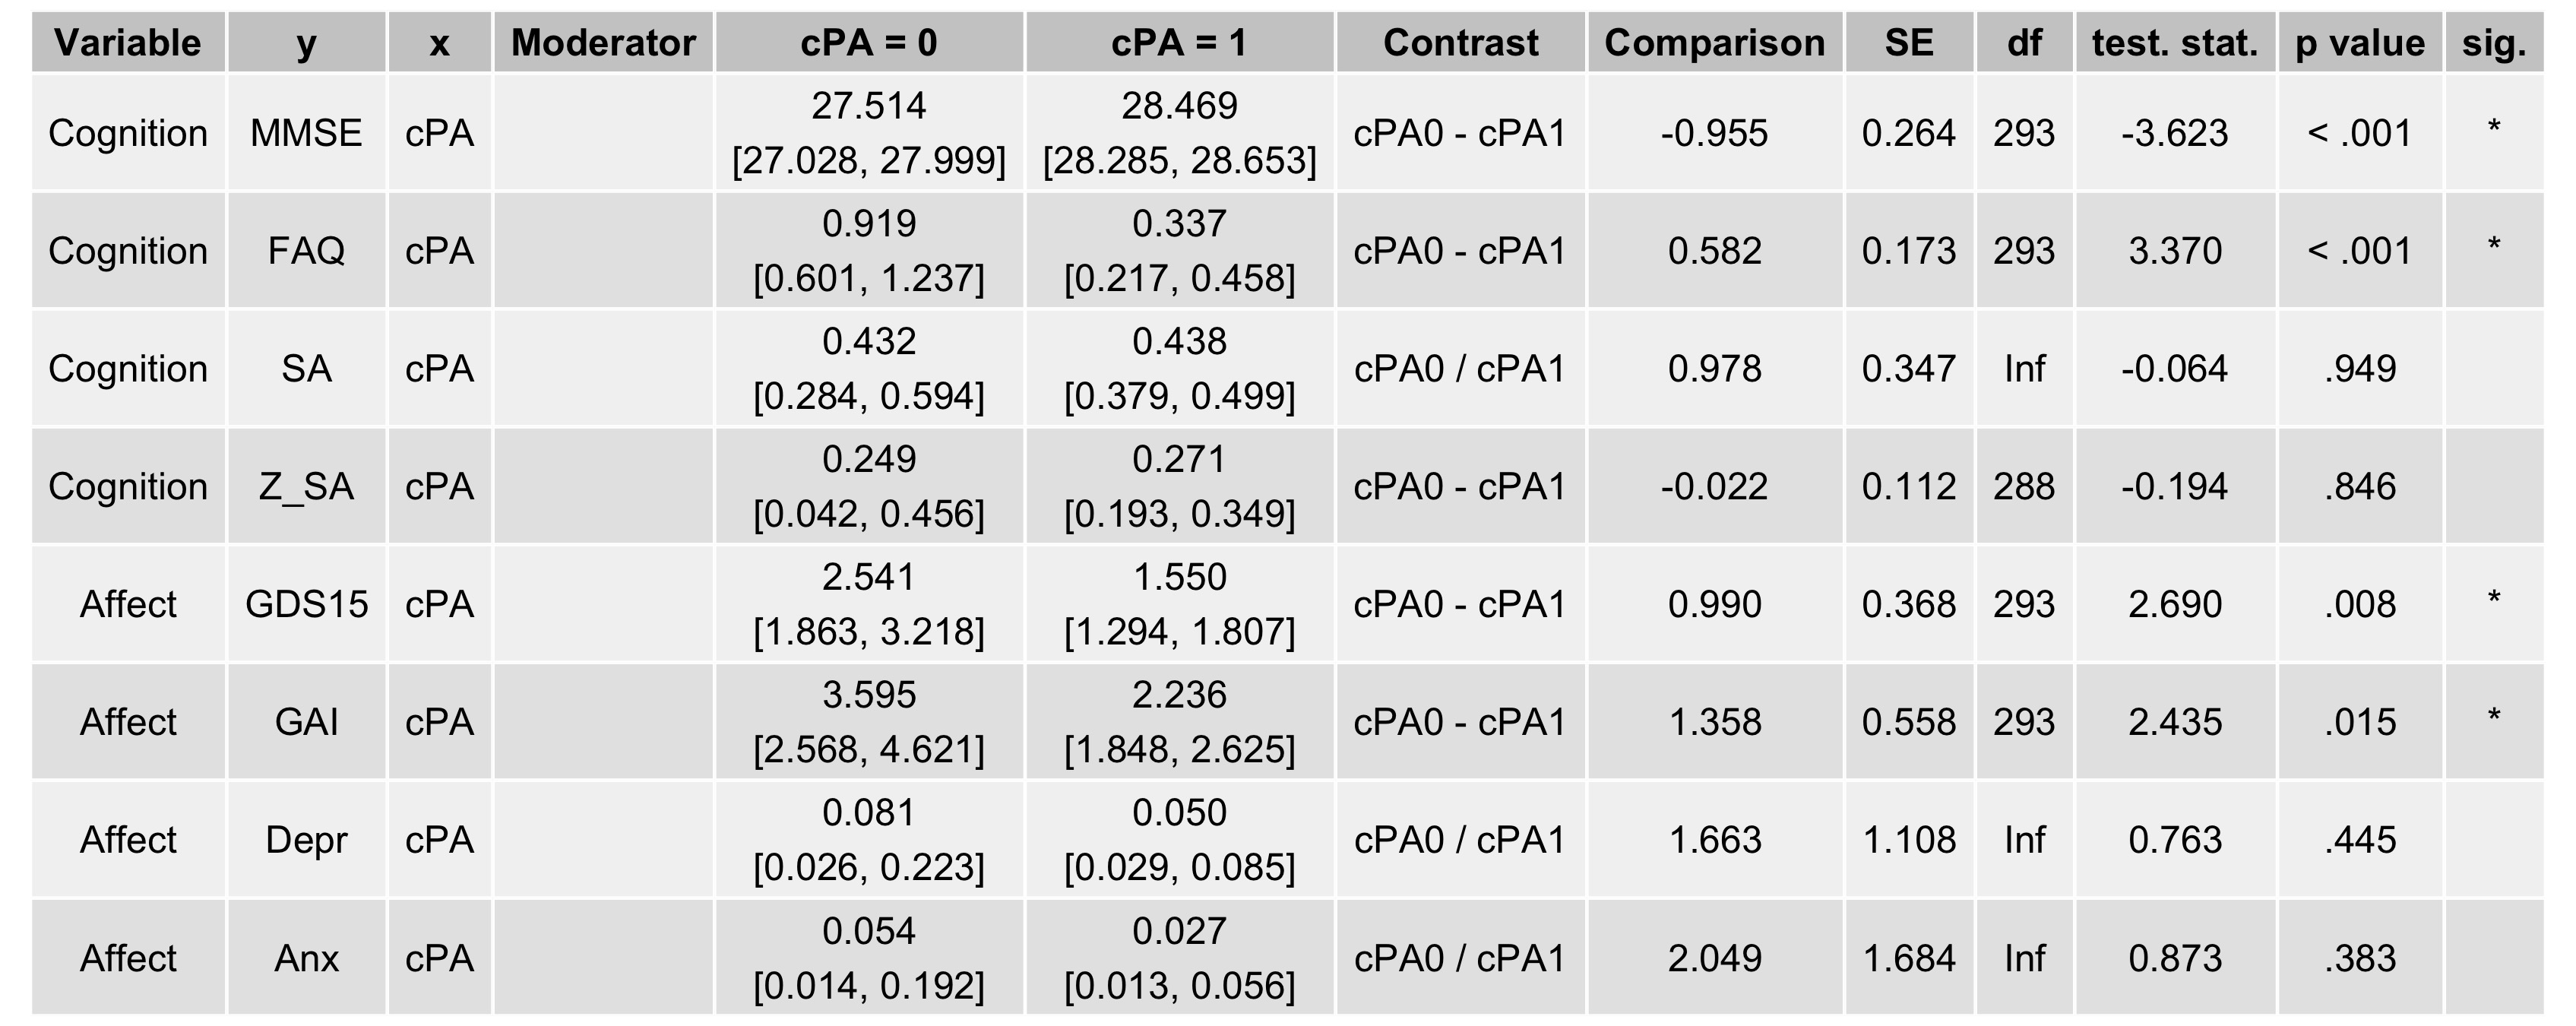 Variable y x Moderator cPA = 0 cPA = 1 Contrast Comparison SE df test. stat. p value sig.
27.514 28.469
Cognition MMSE cPA cPA0 - cPA1 -0.955 0.264 293 -3.623 < .001 *
[27.028, 27.999] [28.285, 28.653]
0.919 0.337
Cognition FAQ cPA cPA0 - cPA1 0.582 0.173 293 3.370 < .001 *
[0.601, 1.237] [0.217, 0.458]
0.432 0.438
Cognition SA cPA cPA0 / cPA1 0.978 0.347 Inf -0.064 .949
[0.284, 0.594] [0.379, 0.499]
0.249 0.271
Cognition Z_SA cPA cPA0 - cPA1 -0.022 0.112 288 -0.194 .846
[0.042, 0.456] [0.193, 0.349]
2.541 1.550
Affect GDS15 cPA cPA0 - cPA1 0.990 0.368 293 2.690 .008 *
[1.863, 3.218] [1.294, 1.807]
3.595 2.236
Affect GAI cPA cPA0 - cPA1 1.358 0.558 293 2.435 .015 *
[2.568, 4.621] [1.848, 2.625]
0.081 0.050
Affect Depr cPA cPA0 / cPA1 1.663 1.108 Inf 0.763 .445
[0.026, 0.223] [0.029, 0.085]
0.054 0.027
Affect Anx cPA cPA0 / cPA1 2.049 1.684 Inf 0.873 .383
[0.014, 0.192] [0.013, 0.056]